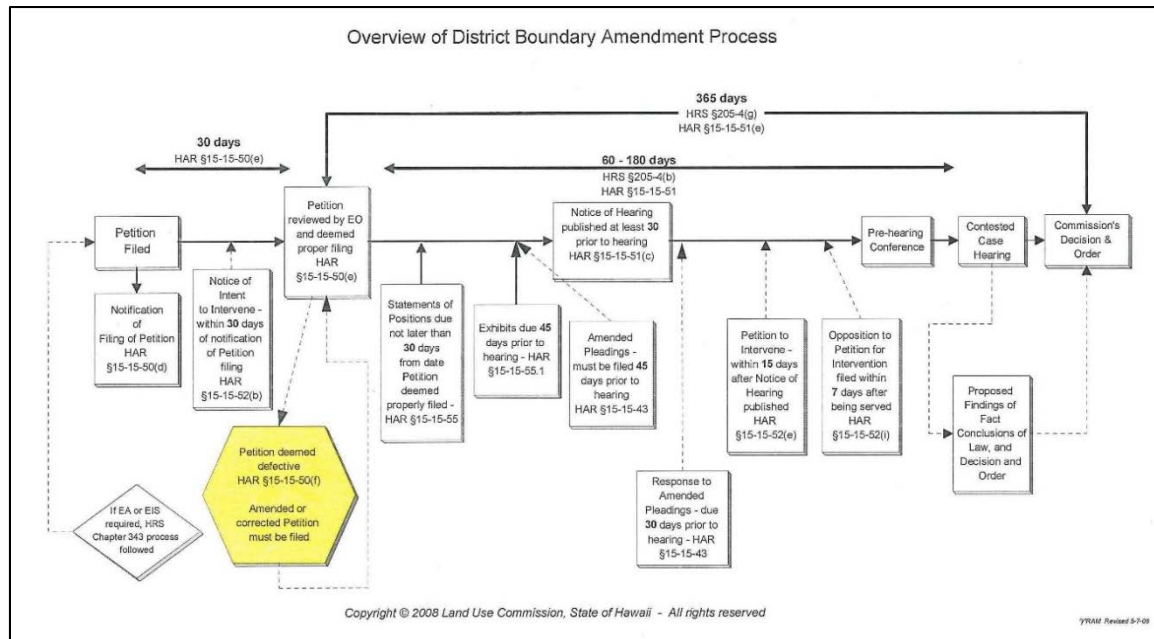 Overview of District Boundary Amendment Process
365 days
HRS §205-4(g)
HAR §15-15-51(e)
30 days
HAR §15-15-50(e)
60 - 180 days
HRS §205-4(b)
HAR §15-15-51
Petition
Filed
Petition
reviewed by EO
and deemed
proper filing
HAR
§15-15-50(e)
Notice of Hearing
published at least 30
prior to hearing
HAR §15-15-51(c)
Pre-hearing
Conference
Contested
Case
Hearing
Commission's
Decision &
Order
Notification
of
Filing of Petition
HAR
§15-15-50(d)
Notice of
Intent
to Intervene -
within 30 days
of notification
of Petition
filing
HAR
§15-15-52(b)
Statements of
Positions due
not later than
30 days
from date
Petition
deemed
properly filed -
HAR §15-15-55
Exhibits due 45
days prior to
hearing - HAR
§15-15-55.1
Amended
Pleadings -
must be filed 45
days prior to
hearing
HAR §15-15-43
Petition to
Intervene -
within 15 days
after Notice of
Hearing
published
HAR
§15-15-52(e)
Opposition to
Petition for
Intervention
filed within
7 days after
being served
HAR
§15-15-52(i)
Proposed
Findings of
Fact
Conclusions of
Law, and
Decision and
Order
Petition deemed
defective
HAR §15-15-50(f)
Amended or
corrected Petition
must be filed
If EA or EIS
required, HRS
Chapter 343 process
followed
Response to
Amended
Pleadings - due
30 days prior to
hearing - HAR
§15-15-43
Copyright © 2008 Land Use Commission, State of Hawaii - All rights reserved
Revised 5-7-09